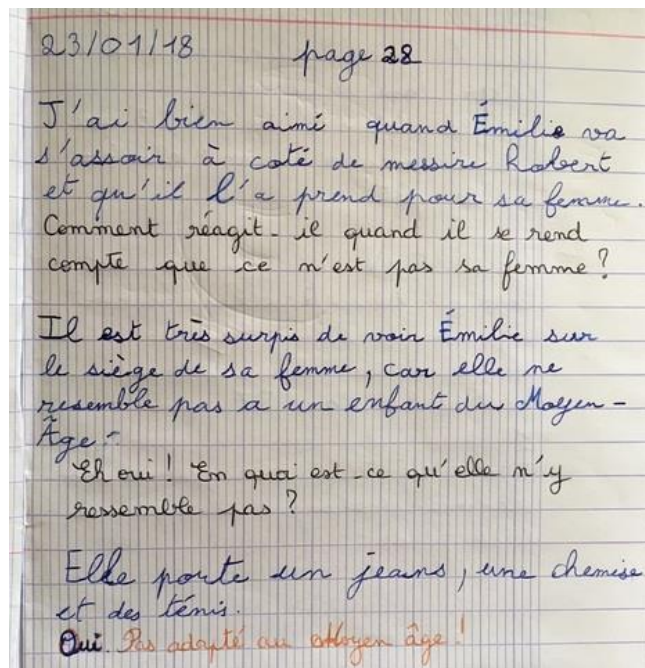 23/01/18 page 28
J'ai bien aimé quand Émilie va
s'assoir à coté de messire Robert
et qu'il l'a prend pour sa femme.
Comment réagit-il quand il se rend
compte que ce n'est pas sa femme?
Il est très surpis de voir Émilie sur
le siège de sa femme, car elle ne
resemble pas a un enfant du Moyen-
Âge.
Eh oui! En quoi est-ce qu'elle n'y
ressemble pas?
Elle porte un jeans, une chemise
et des ténis.
Oui. Pas adapté au Moyen âge!